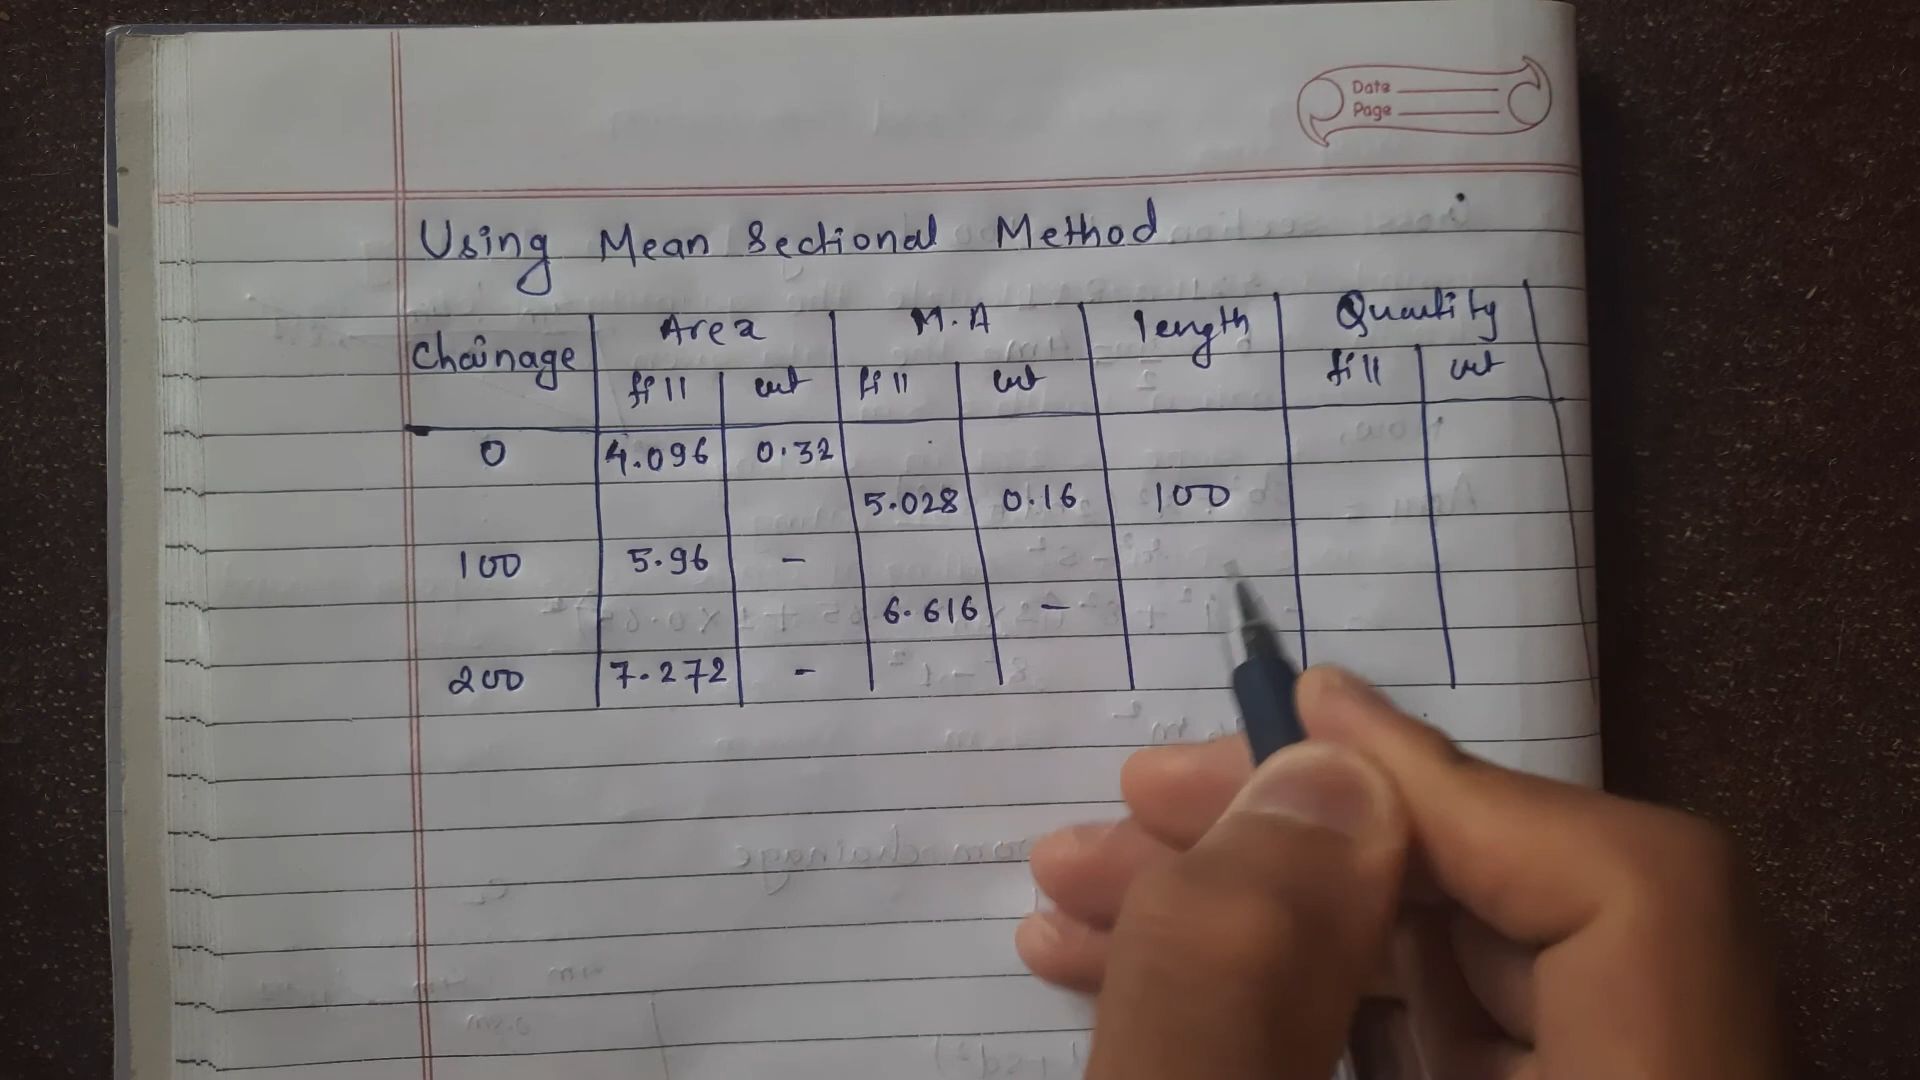 Date
Page
Using Mean Sectional Method
Chainage Area M.A length Quantity
fill cut fill cut fill cut
0 4.096 0.32
5.028 0.16 100
100 5.96 -
6.616 -
200 7.272 -